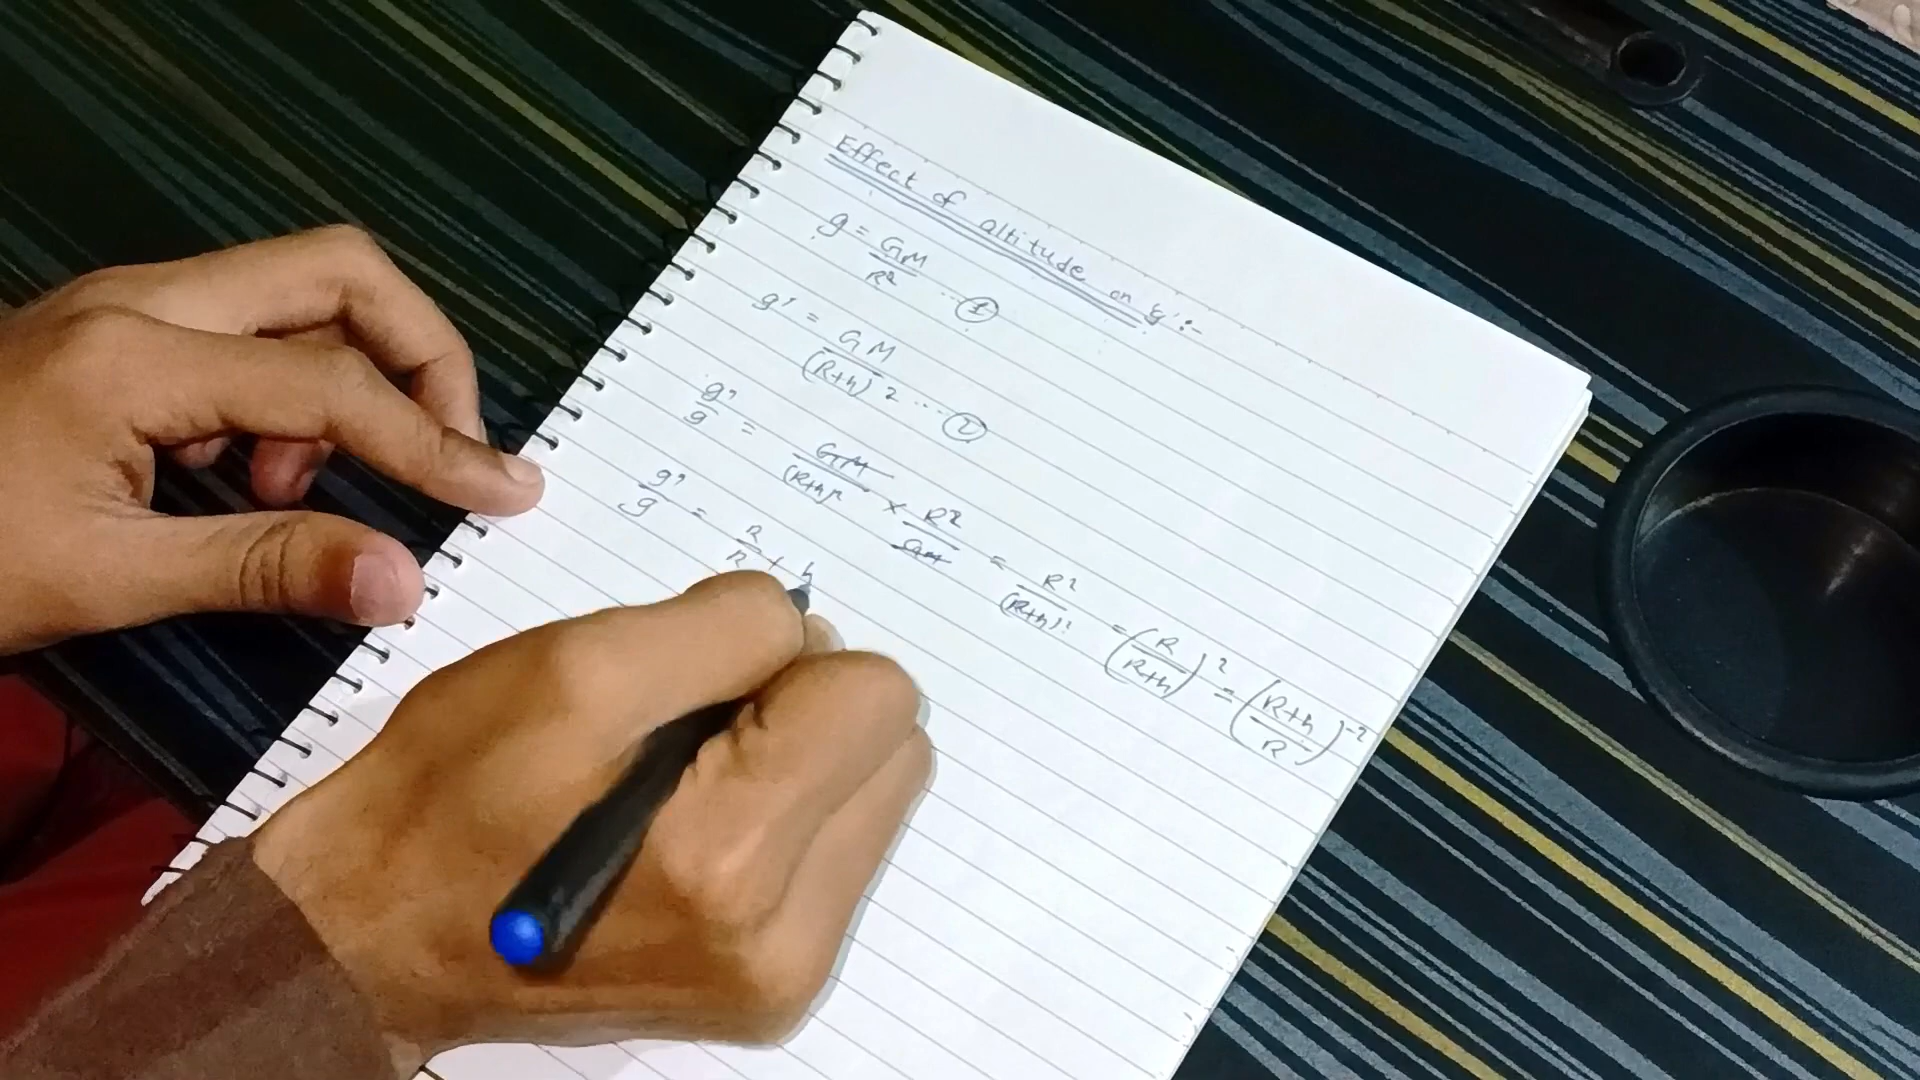 Effect of altitude on 'g' :-
g = GM/R² ... ①
g' = GM/(R+h)² .... ②
g'/g = GM/(R+h)² × R²/GM = R²/(R+h)² = (R/(R+h))² = ((R+h)/R)⁻²
g'/g = R/R + h